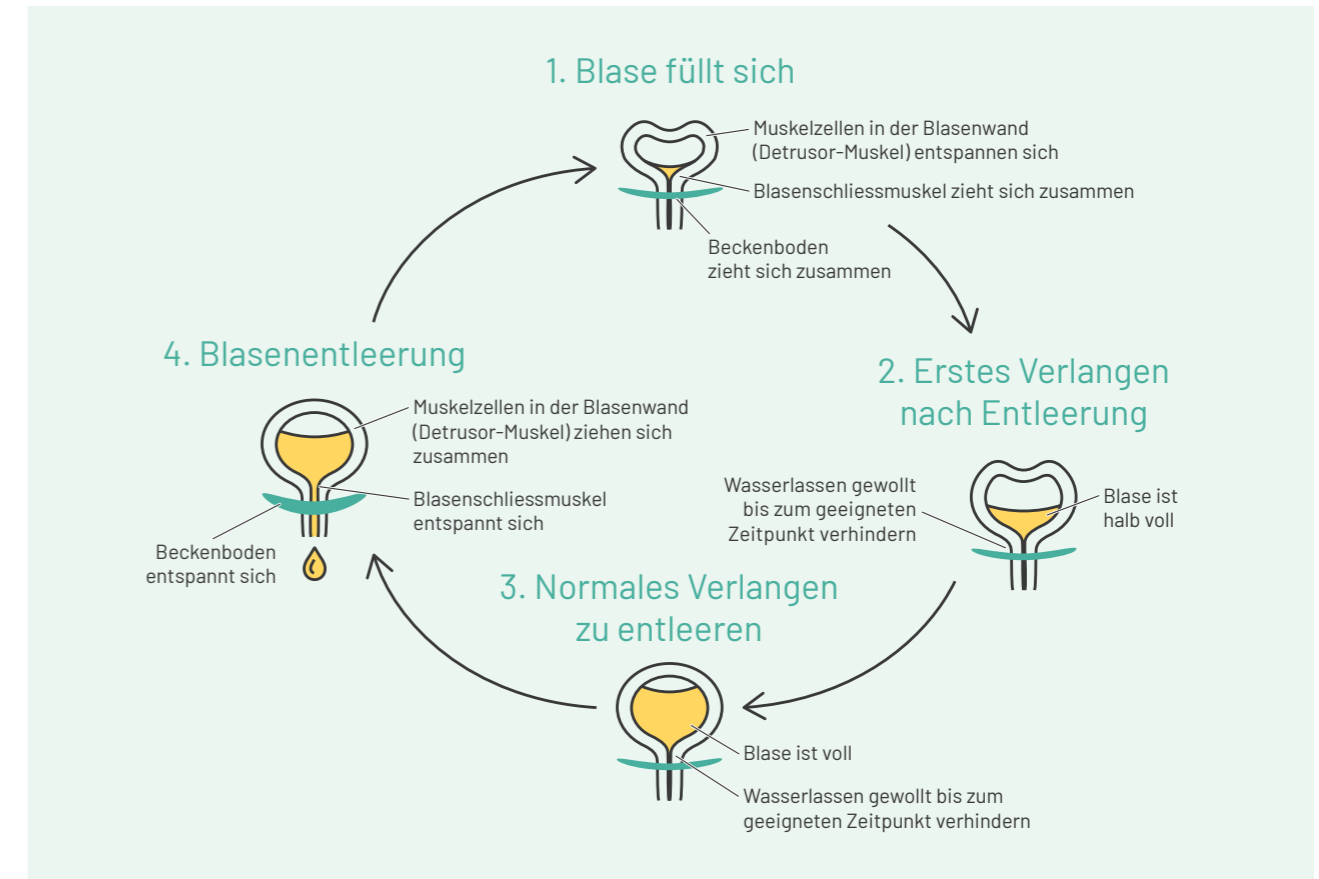 1. Blase füllt sich
Muskelzellen in der Blasenwand
(Detrusor-Muskel) entspannen sich
Blasenschliessmuskel zieht sich zusammen
Beckenboden
zieht sich zusammen
2. Erstes Verlangen
nach Entleerung
Wasserlassen gewollt
bis zum geeigneten
Zeitpunkt verhindern
Blase ist
halb voll
3. Normales Verlangen
zu entleeren
Blase ist voll
Wasserlassen gewollt bis zum
geeigneten Zeitpunkt verhindern
4. Blasenentleerung
Muskelzellen in der Blasenwand
(Detrusor-Muskel) ziehen sich
zusammen
Blasenschliessmuskel
entspannt sich
Beckenboden
entspannt sich